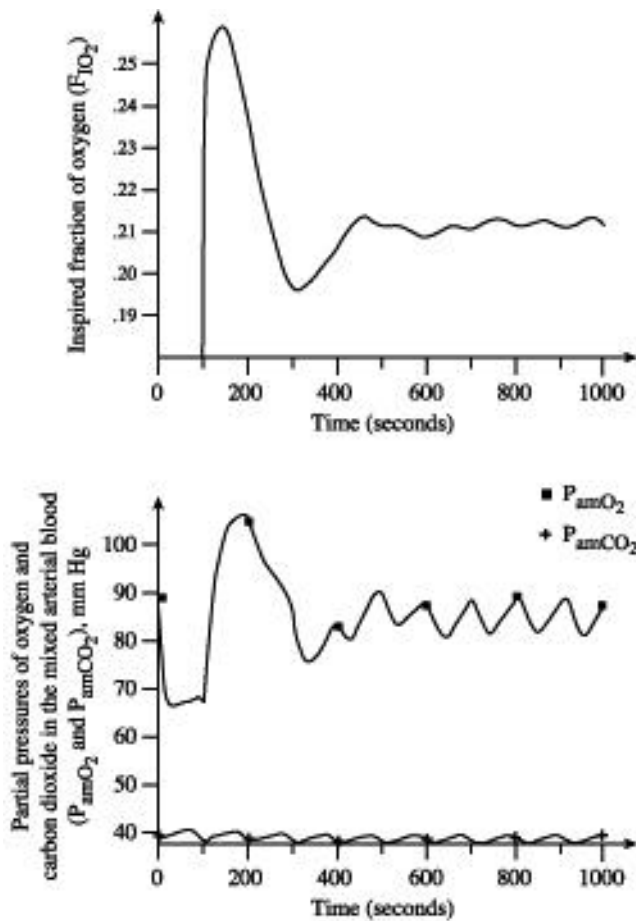 Inspired fraction of oxygen (FIO2)
.25
.24
.23
.22
.21
.20
.19
0 200 400 600 800 1000
Time (seconds)
Partial pressures of oxygen and
carbon dioxide in the mixed arterial blood
(PamO2 and PamCO2), mm Hg
PamO2
PamCO2
100
90
80
70
60
50
40
0 200 400 600 800 1000
Time (seconds)